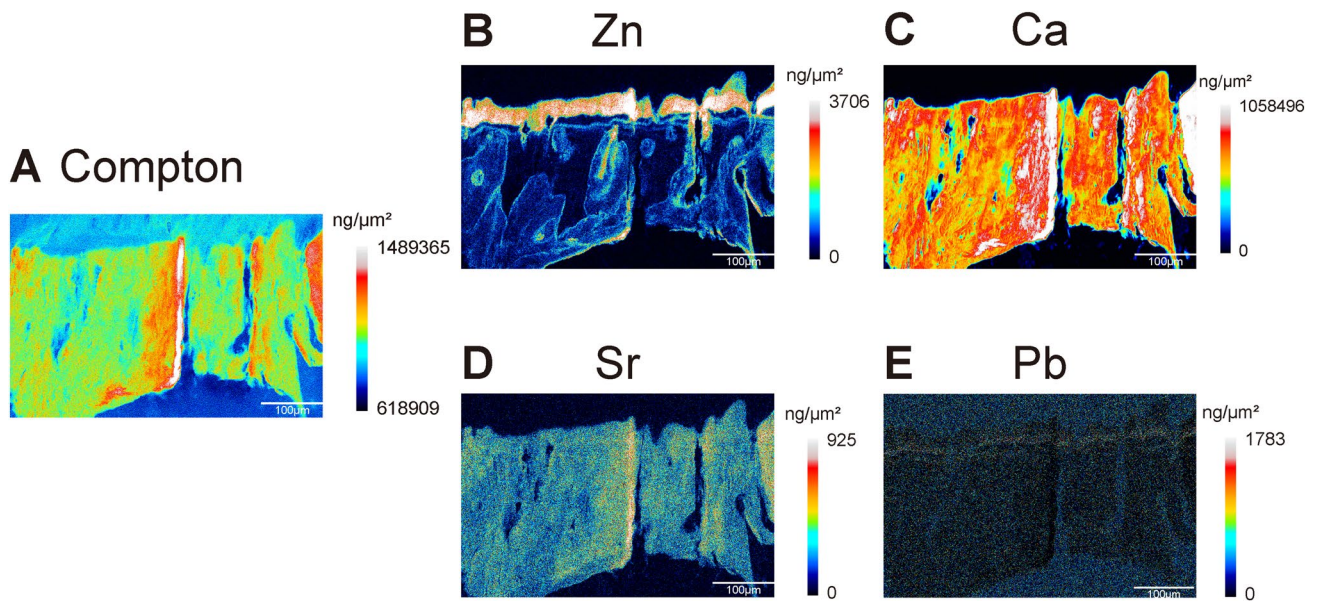 A Compton
ng/µm²
1489365
618909
100µm
B Zn
ng/µm²
3706
0
100µm
C Ca
ng/µm²
1058496
0
100µm
D Sr
ng/µm²
925
0
100µm
E Pb
ng/µm²
1783
0
100µm